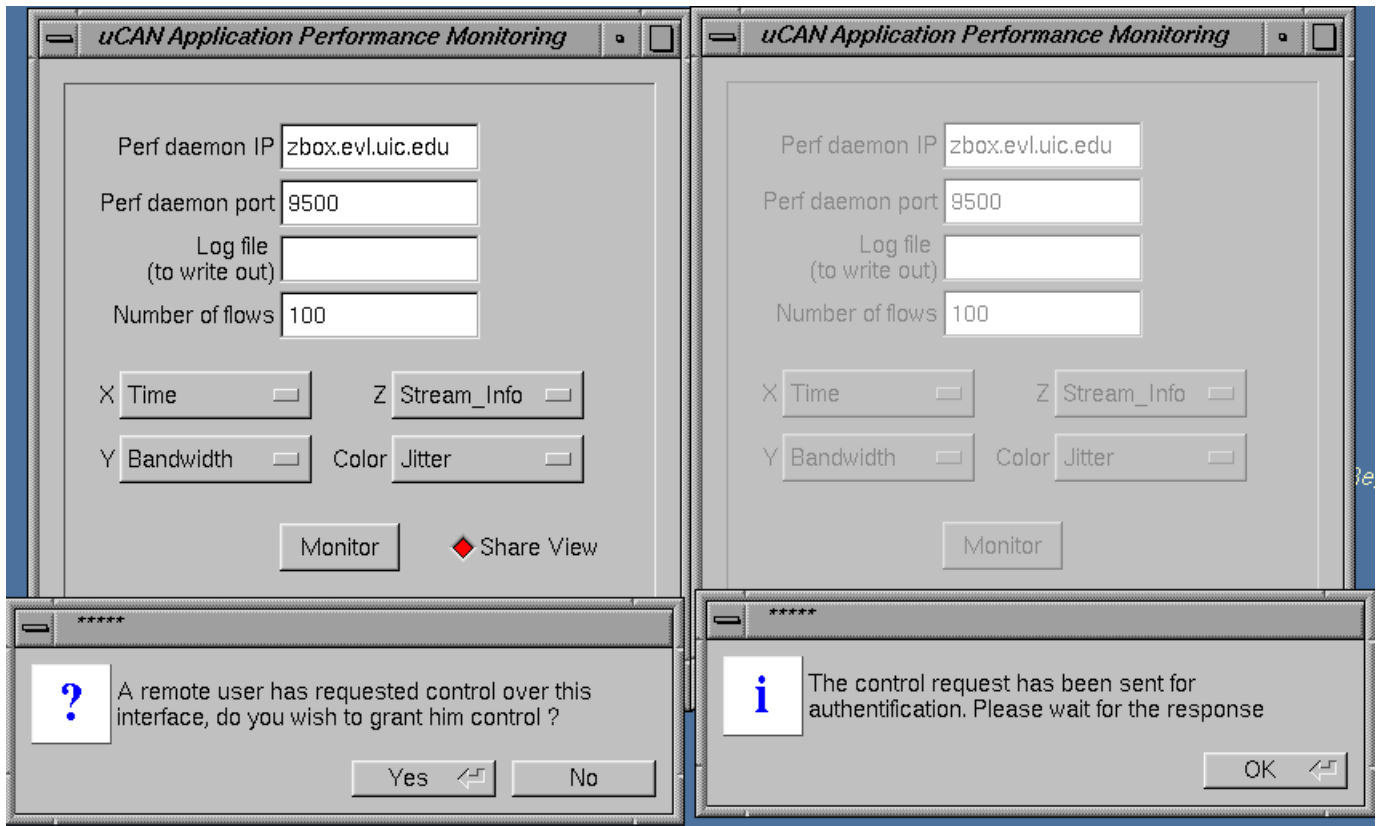 uCAN Application Performance Monitoring
Perf daemon IP zbox.evl.uic.edu
Perf daemon port 9500
Log file
(to write out)
Number of flows 100
X Time Z Stream_Info
Y Bandwidth Color Jitter
Monitor Share View
*****
? A remote user has requested control over this
interface, do you wish to grant him control ?
Yes No
uCAN Application Performance Monitoring
Perf daemon IP zbox.evl.uic.edu
Perf daemon port 9500
Log file
(to write out)
Number of flows 100
X Time Z Stream_Info
Y Bandwidth Color Jitter
Monitor
*****
i The control request has been sent for
authentification. Please wait for the response
OK